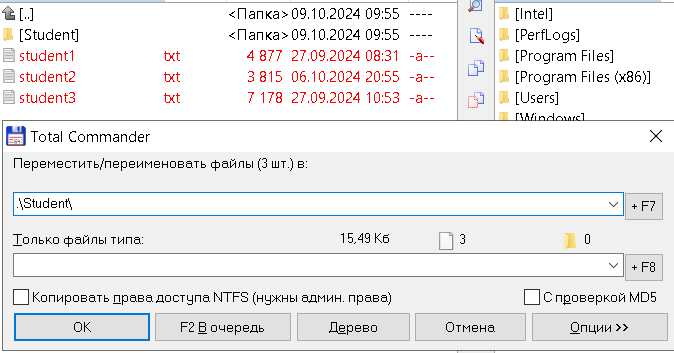 [..] <Папка> 09.10.2024 09:55 ----
[Student] <Папка> 09.10.2024 09:55 ----
student1 txt 4 877 27.09.2024 08:31 -a--
student2 txt 3 815 06.10.2024 20:55 -a--
student3 txt 7 178 27.09.2024 10:53 -a--
[Intel]
[PerfLogs]
[Program Files]
[Program Files (x86)]
[Users]
[Windows]
Total Commander
Переместить/переименовать файлы (3 шт.) в:
.\Student\
+ F7
Только файлы типа: 15,49 Кб 3 0
+ F8
Копировать права доступа NTFS (нужны админ. права) С проверкой MD5
OK F2 В очередь Дерево Отмена Опции >>